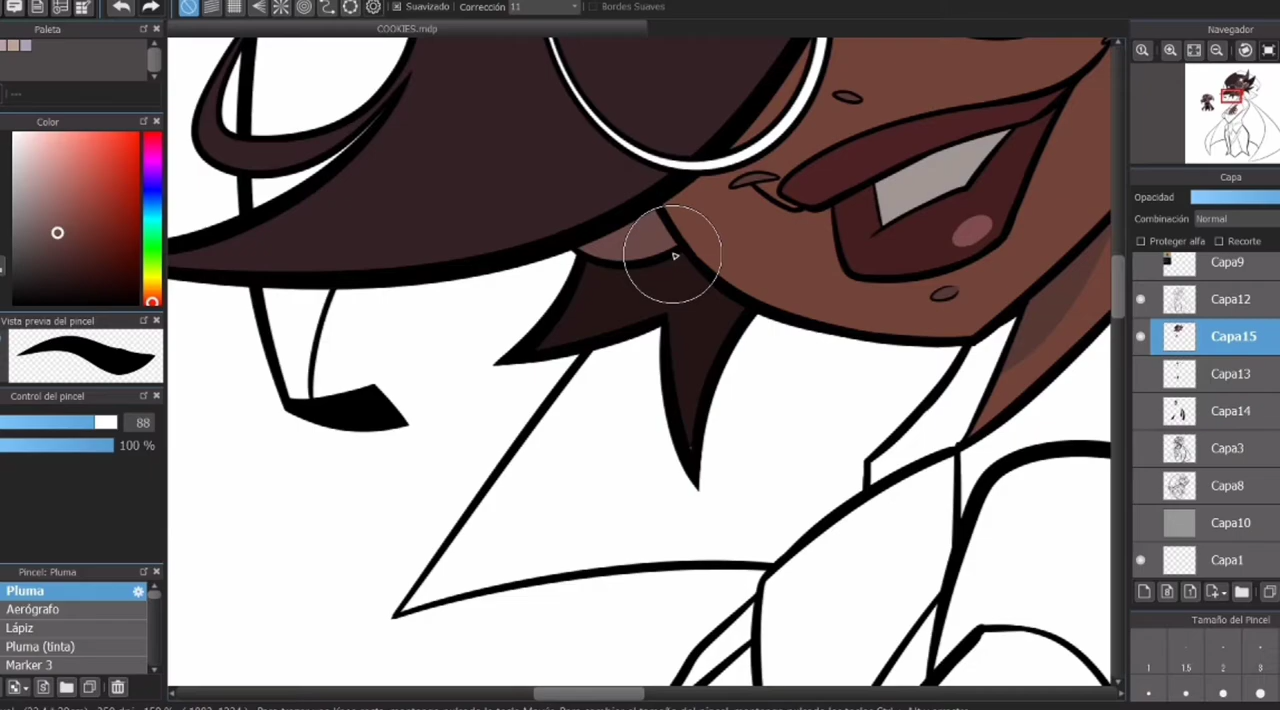 Suavizado Corrección 11 Bordes Suaves
Paleta
COOKIES.mdp
Navegador
---
Color
Capa
Opacidad
Combinación Normal
Proteger alfa Recorte
Capa9
Capa12
Vista previa del pincel
Capa15
Capa13
Control del pincel
Capa14
88
100 %
Capa3
Capa8
Capa10
Pincel: Pluma
Capa1
Pluma
Aerógrafo
Lápiz
Tamaño del Pincel
Pluma (tinta)
Marker 3
1 1.5 2 3